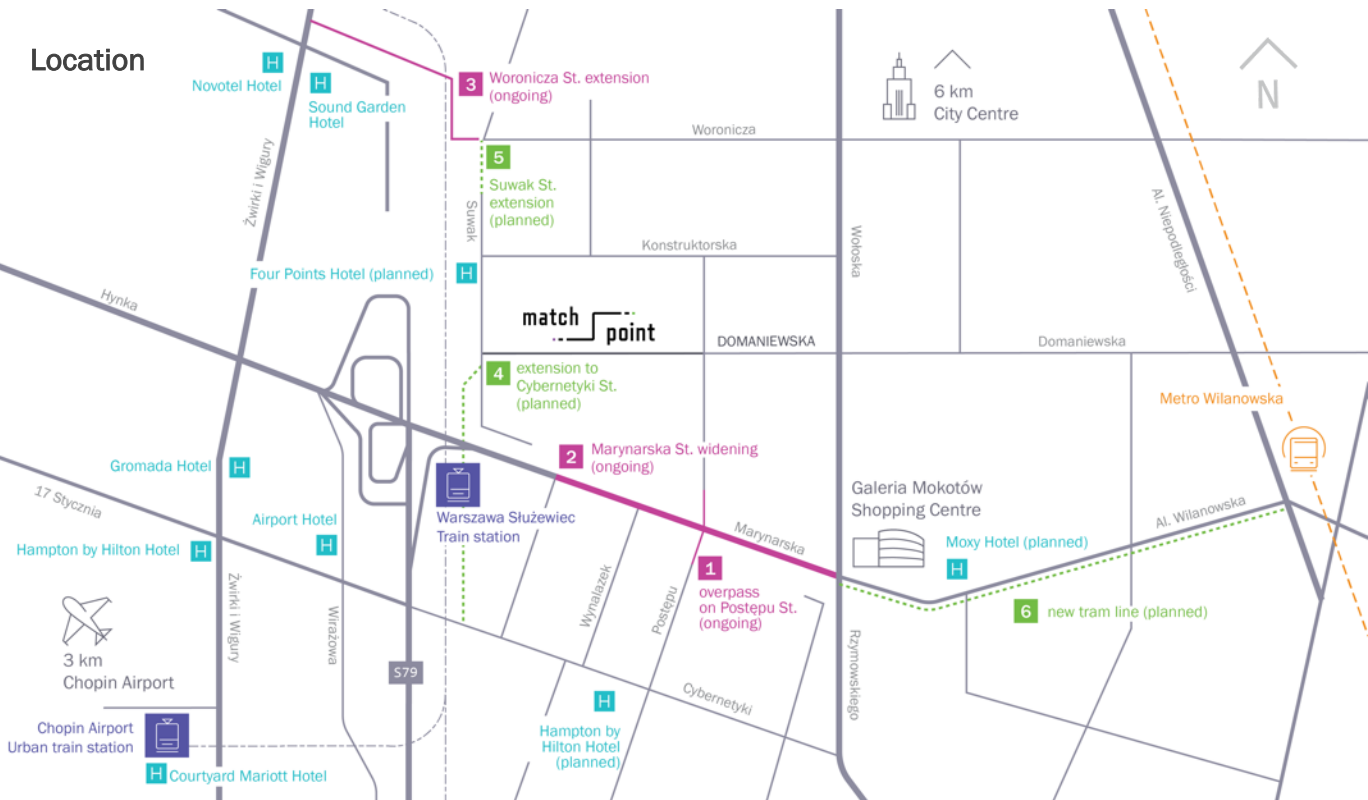 Location
Novotel Hotel
H
H
Sound Garden
Hotel
3
Woronicza St. extension
(ongoing)
6 km
City Centre
N
Woronicza
Żwirki i Wigury
5
Suwak St.
extension
(planned)
Suwak
Konstruktorska
Wołoska
Al. Niepodległości
Four Points Hotel (planned)
H
Hynka
match
point
DOMANIEWSKA
Domaniewska
4
extension to
Cybernetyki St.
(planned)
Metro Wilanowska
2
Marynarska St. widening
(ongoing)
Gromada Hotel
H
17 Stycznia
Airport Hotel
H
Warszawa Służewiec
Train station
Galeria Mokotów
Shopping Centre
Al. Wilanowska
Marynarska
Hampton by Hilton Hotel
H
Moxy Hotel (planned)
H
1
overpass
on Postępu St.
(ongoing)
Wynalazek
Postępu
6
new tram line (planned)
Żwirki i Wigury
Wirażowa
3 km
Chopin Airport
S79
Rzymowskiego
Cybernetyki
H
Hampton by
Hilton Hotel
(planned)
Chopin Airport
Urban train station
H
Courtyard Mariott Hotel